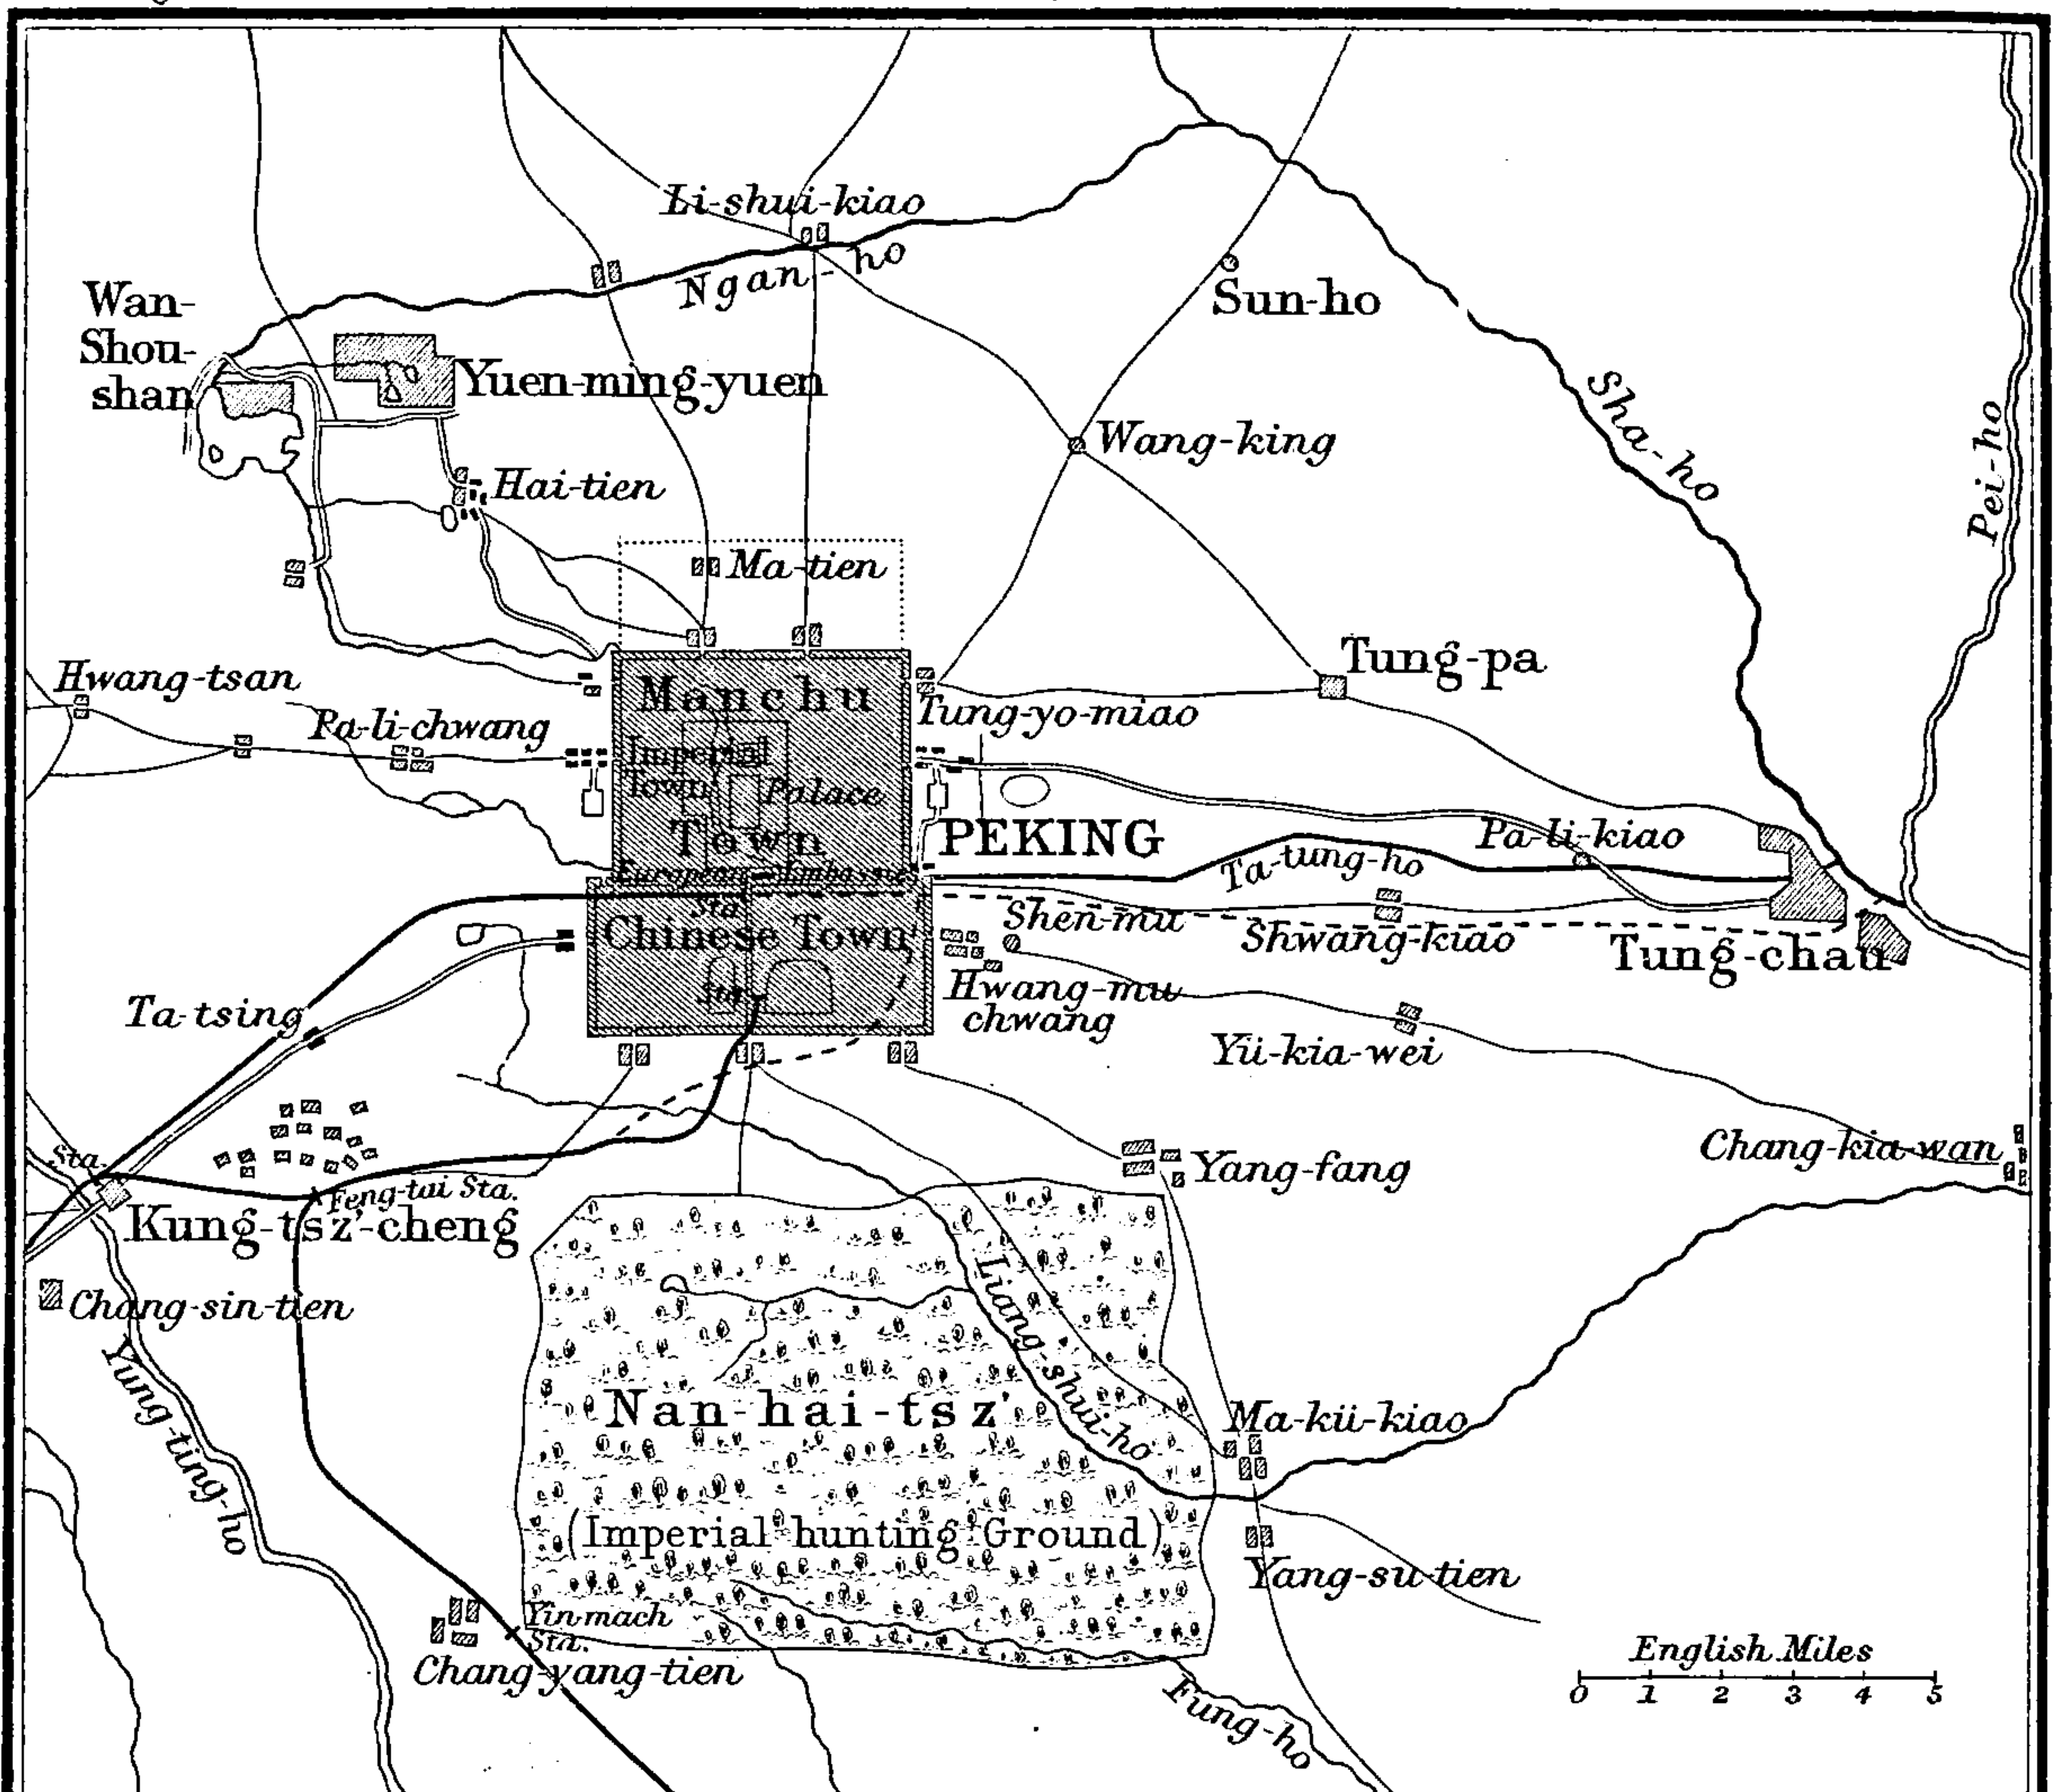 Li-shui-kiao
Ngan-ho
Wan-
Shou-
shan
Sun-ho
Yuen-ming-yuen
Sha-ho
Pei-ho
Wang-king
Hai-tien
Ma-tien
Tung-pa
Hwang-tsan
Manchu
Tung-yo-miao
Pa-li-chwang
Imperial
Town
Palace
Town
PEKING
Pa-li-kiao
Ta-tung-ho
European Embassies
Sta.
Shen-mu
Chinese Town
Shwang-kiao
Tung-chau
Hwang-mu
chwang
Sta.
Ta-tsing
Yü-kia-wei
Chang-kia-wan
Sta.
Yang-fang
Feng-tai Sta.
Kung-tsz'-cheng
Chang-sin-tien
Liang-shui-ho
Yung-ting-ho
Nan-hai-tsz'
Ma-kü-kiao
(Imperial hunting Ground)
Yang-su-tien
Yinmach
Sta.
Chang-yang-tien
Fung-ho
English Miles
0 1 2 3 4 5